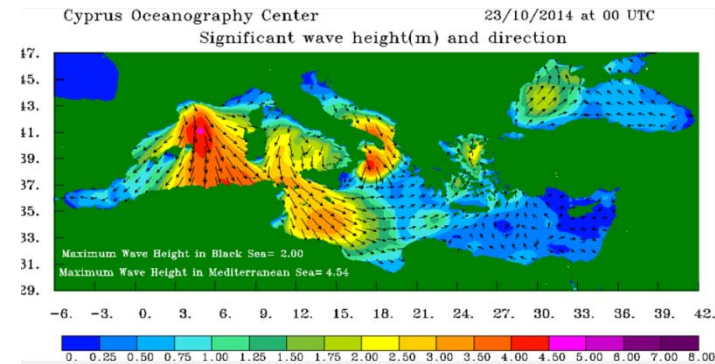 Cyprus Oceanography Center 23/10/2014 at 00 UTC
Significant wave height(m) and direction
47.
45.
43.
41.
39.
37.
35.
33.
31.
29.
Maximum Wave Height in Black Sea= 2.00
Maximum Wave Height in Mediterranean Sea= 4.54
-6. -3. 0. 3. 6. 9. 12. 15. 18. 21. 24. 27. 30. 33. 36. 39. 42.
0. 0.25 0.50 0.75 1.00 1.25 1.50 1.75 2.00 2.50 3.00 3.50 4.00 4.50 5.00 6.00 7.00 8.00